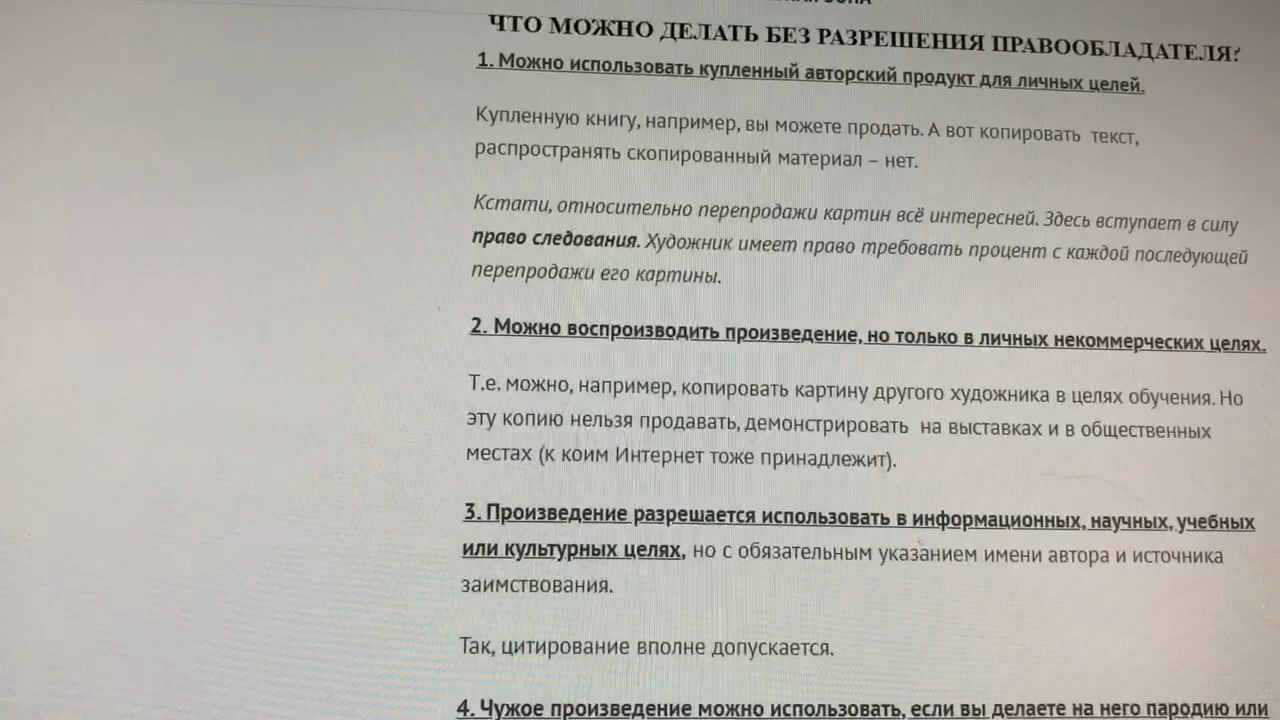 ЧТО МОЖНО ДЕЛАТЬ БЕЗ РАЗРЕШЕНИЯ ПРАВООБЛАДАТЕЛЯ?
1. Можно использовать купленный авторский продукт для личных целей.
Купленную книгу, например, вы можете продать. А вот копировать текст,
распространять скопированный материал – нет.
Кстати, относительно перепродажи картин всё интересней. Здесь вступает в силу
право следования. Художник имеет право требовать процент с каждой последующей
перепродажи его картины.
2. Можно воспроизводить произведение, но только в личных некоммерческих целях.
Т.е. можно, например, копировать картину другого художника в целях обучения. Но
эту копию нельзя продавать, демонстрировать на выставках и в общественных
местах (к коим Интернет тоже принадлежит).
3. Произведение разрешается использовать в информационных, научных, учебных
или культурных целях, но с обязательным указанием имени автора и источника
заимствования.
Так, цитирование вполне допускается.
4. Чужое произведение можно использовать, если вы делаете на него пародию или